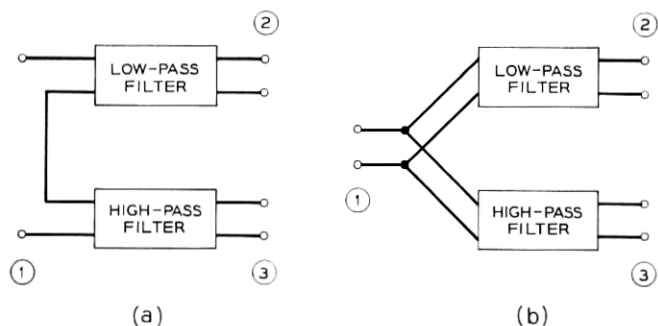 2
LOW-PASS
FILTER
HIGH-PASS
FILTER
1
3
(a)
2
LOW-PASS
FILTER
1
HIGH-PASS
FILTER
3
(b)